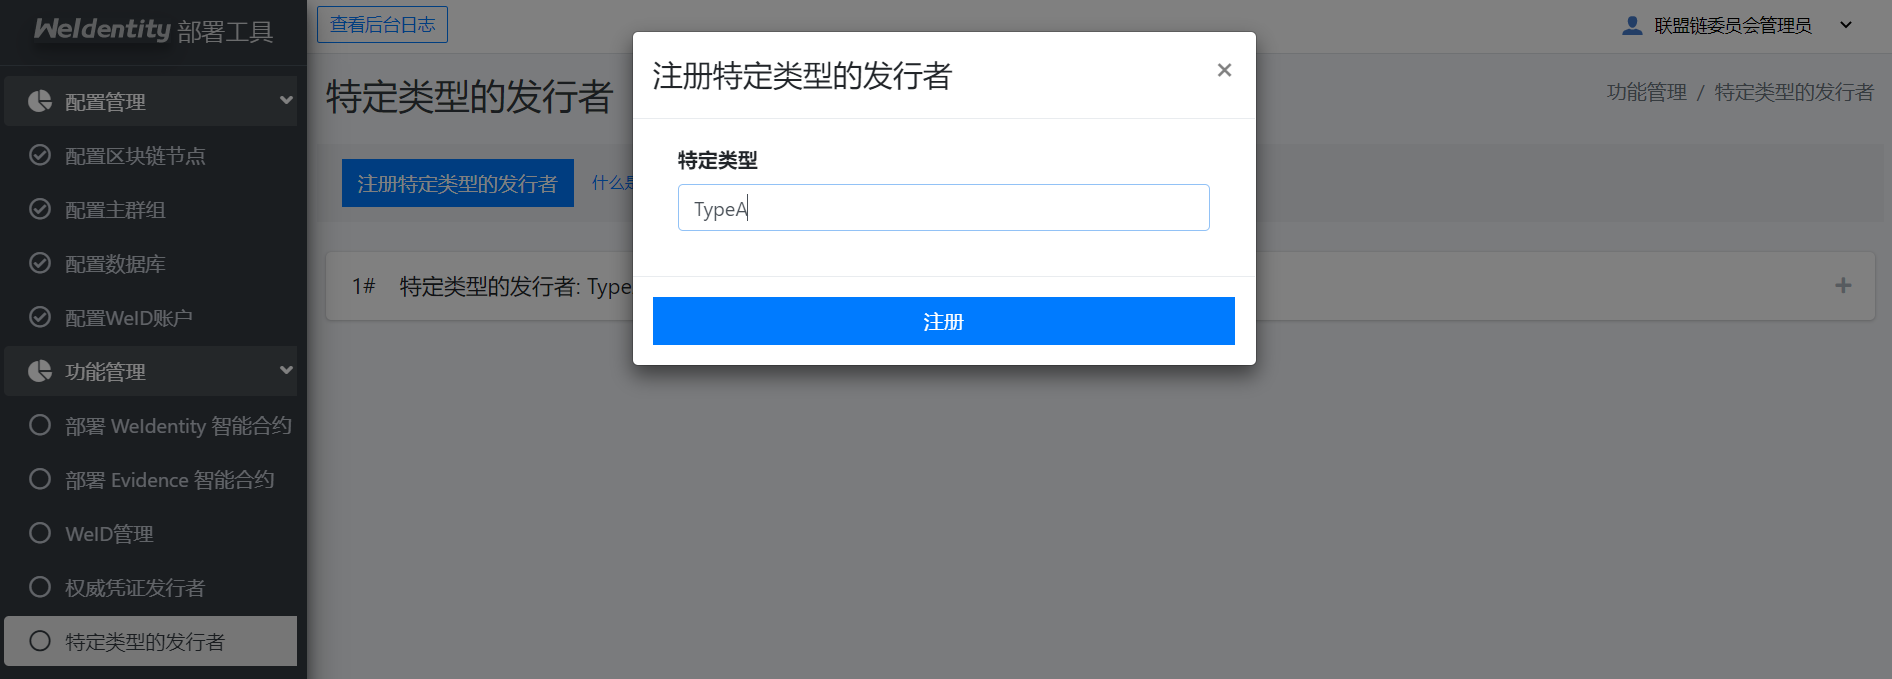 WeIdentity 部署工具
查看后台日志
联盟链委员会管理员
配置管理
配置区块链节点
配置主群组
配置数据库
配置WeID账户
功能管理
部署 WeIdentity 智能合约
部署 Evidence 智能合约
WeID管理
权威凭证发行者
特定类型的发行者
特定类型的发行者
功能管理 / 特定类型的发行者
注册特定类型的发行者
什么是
1# 特定类型的发行者: Type
注册特定类型的发行者
×
特定类型
TypeA
注册